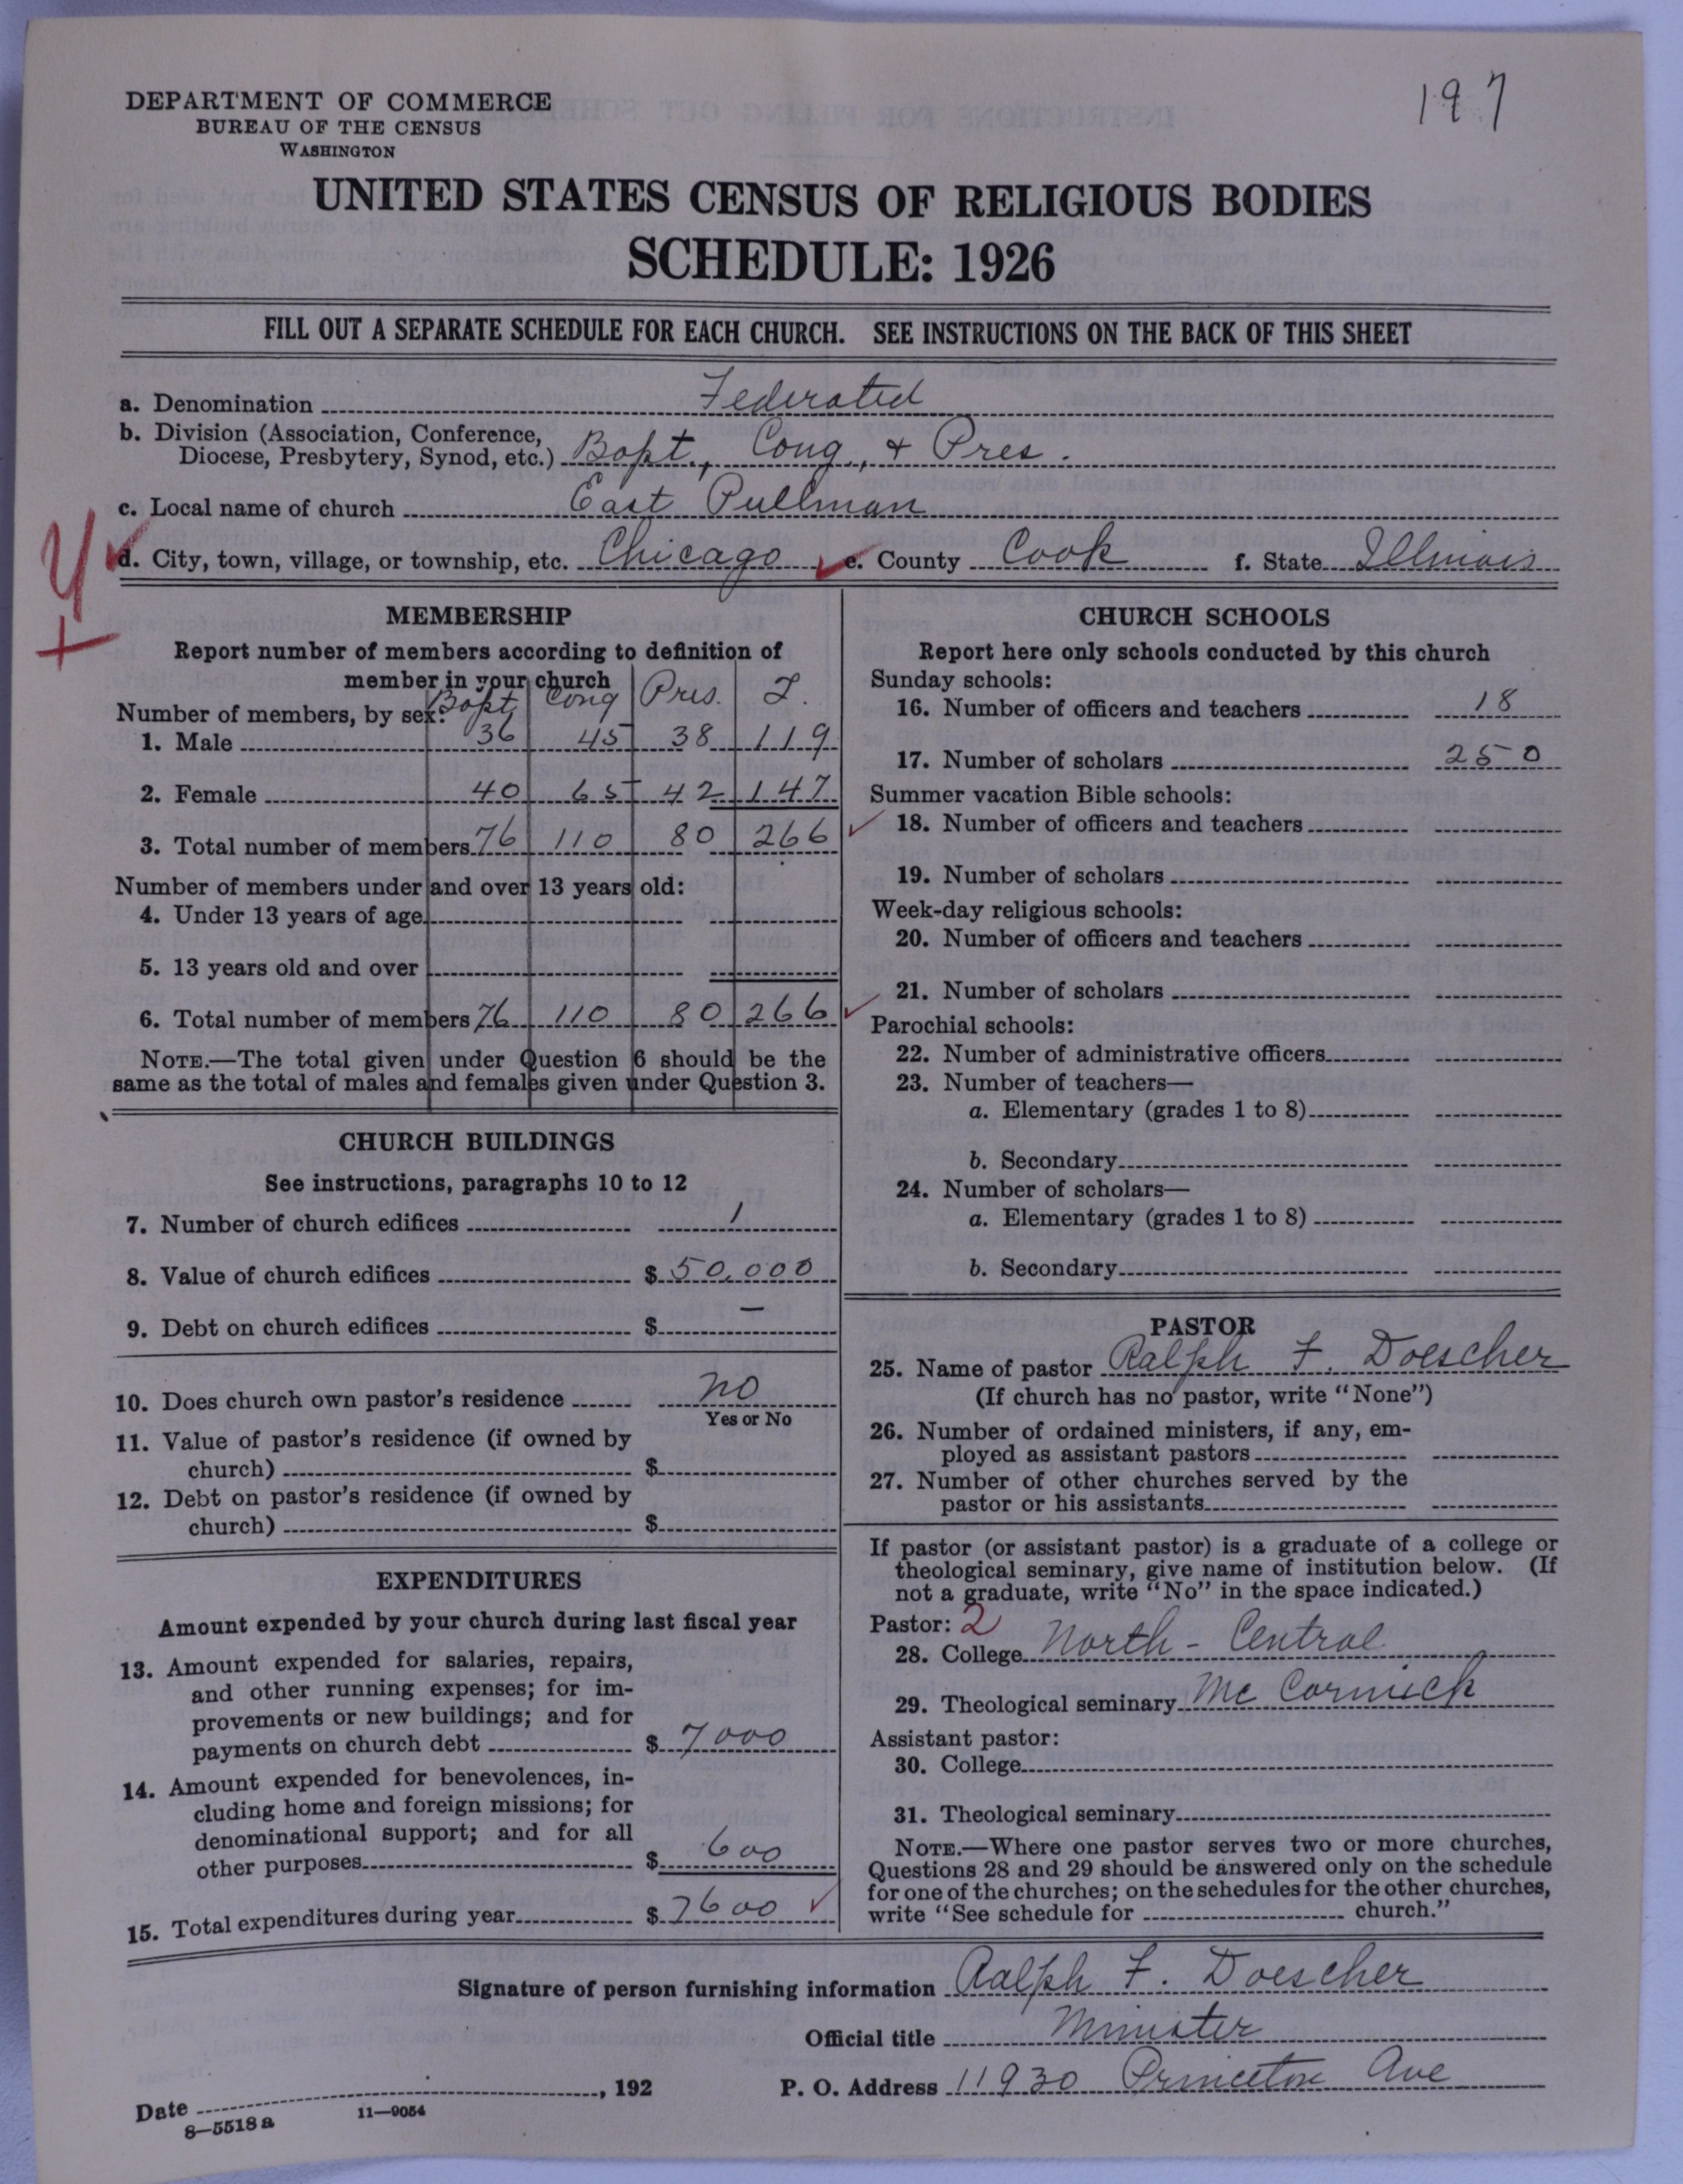 197
DEPARTMENT OF COMMERCE
BUREAU OF THE CENSUS
WASHINGTON
UNITED STATES CENSUS OF RELIGIOUS BODIES
SCHEDULE: 1926
FILL OUT A SEPARATE SCHEDULE FOR EACH CHURCH. SEE INSTRUCTIONS ON THE BACK OF THIS SHEET
a. Denomination Federated
b. Division (Association, Conference,
Diocese, Presbytery, Synod, etc.) Bapt., Cong., + Pres.
c. Local name of church East Pullman
d. City, town, village, or township, etc. Chicago e. County Cook f. State Illinois
MEMBERSHIP
Report number of members according to definition of
member in your church
Bapt Cong Pres. T.
Number of members, by sex:
1. Male 36 45 38 119
2. Female 40 65 42 147
3. Total number of members 76 110 80 266
Number of members under and over 13 years old:
4. Under 13 years of age
5. 13 years old and over
6. Total number of members 76 110 80 266
NOTE.—The total given under Question 6 should be the
same as the total of males and females given under Question 3.
CHURCH BUILDINGS
See instructions, paragraphs 10 to 12
7. Number of church edifices 1
8. Value of church edifices $ 50,000
9. Debt on church edifices $ —
10. Does church own pastor's residence no
Yes or No
11. Value of pastor's residence (if owned by
church) $
12. Debt on pastor's residence (if owned by
church) $
EXPENDITURES
Amount expended by your church during last fiscal year
13. Amount expended for salaries, repairs,
and other running expenses; for im-
provements or new buildings; and for
payments on church debt $ 7000
14. Amount expended for benevolences, in-
cluding home and foreign missions; for
denominational support; and for all
other purposes $ 600
15. Total expenditures during year $ 7600
CHURCH SCHOOLS
Report here only schools conducted by this church
Sunday schools:
16. Number of officers and teachers 18
17. Number of scholars 250
Summer vacation Bible schools:
18. Number of officers and teachers
19. Number of scholars
Week-day religious schools:
20. Number of officers and teachers
21. Number of scholars
Parochial schools:
22. Number of administrative officers
23. Number of teachers—
a. Elementary (grades 1 to 8)
b. Secondary
24. Number of scholars—
a. Elementary (grades 1 to 8)
b. Secondary
PASTOR
25. Name of pastor Ralph F. Doescher
(If church has no pastor, write "None")
26. Number of ordained ministers, if any, em-
ployed as assistant pastors
27. Number of other churches served by the
pastor or his assistants
If pastor (or assistant pastor) is a graduate of a college or
theological seminary, give name of institution below. (If
not a graduate, write "No" in the space indicated.)
Pastor: 2
28. College North-Central
29. Theological seminary Mc Cormick
Assistant pastor:
30. College
31. Theological seminary
NOTE.—Where one pastor serves two or more churches,
Questions 28 and 29 should be answered only on the schedule
for one of the churches; on the schedules for the other churches,
write "See schedule for church."
Signature of person furnishing information Ralph F. Doescher
Official title Minister
Date , 192 P. O. Address 11930 Princeton Ave
8—5518 a 11—9054